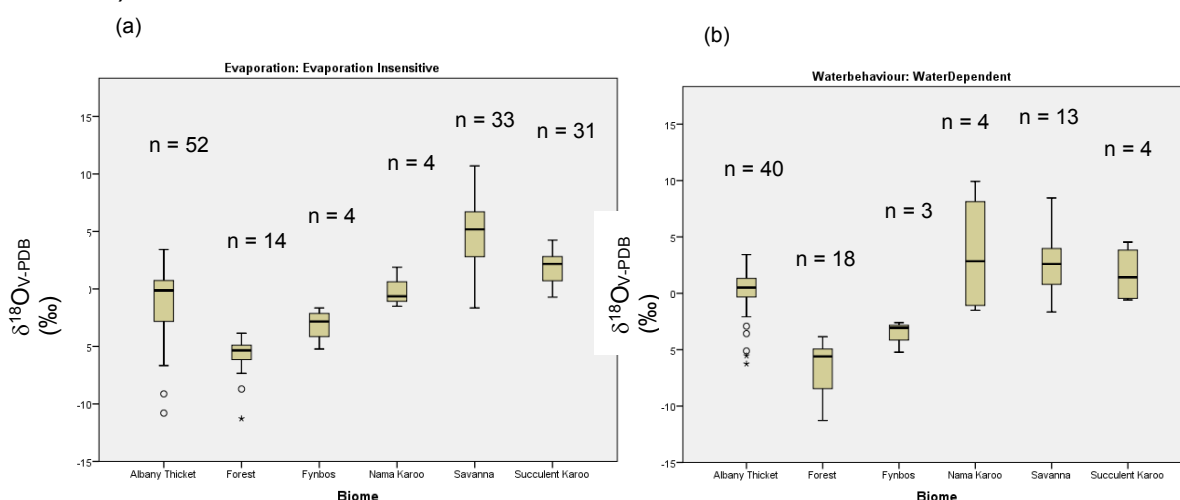 (a)
(b)
Evaporation: Evaporation Insensitive
Waterbehaviour: WaterDependent
n = 52
n = 14
n = 4
n = 4
n = 33
n = 31
n = 40
n = 18
n = 3
n = 4
n = 13
n = 4
15
10
5
5
-10
-15
15
10
5
0
5
-10
-15
δ18OV-PDB
(‰)
δ18OV-PDB
(‰)
Albany Thicket Forest Fynbos Nama Karoo Savanna Succulent Karoo
Biome
Albany Thicket Forest Fynbos Nama Karoo Savanna Succulent Karoo
Biome